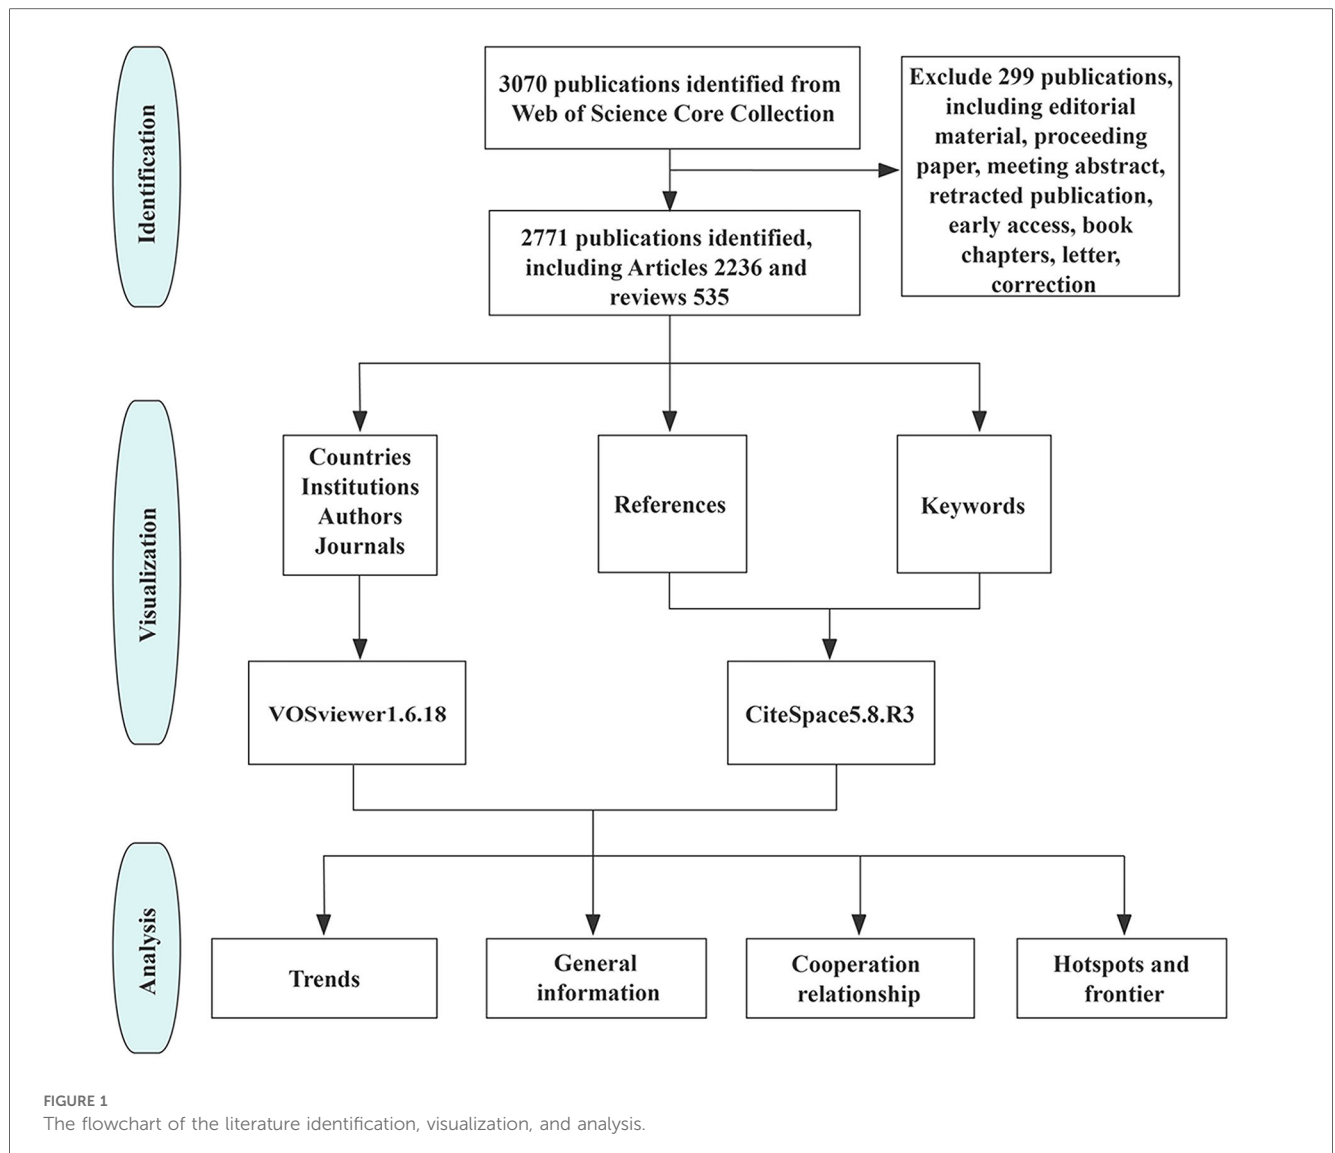 Identification
3070 publications identified from
Web of Science Core Collection
Exclude 299 publications,
including editorial
material, proceeding
paper, meeting abstract,
retracted publication,
early access, book
chapters, letter,
correction
2771 publications identified,
including Articles 2236 and
reviews 535
Visualization
Countries
Institutions
Authors
Journals
References
Keywords
VOSviewer1.6.18
CiteSpace5.8.R3
Analysis
Trends
General
information
Cooperation
relationship
Hotspots and
frontier
FIGURE 1
The flowchart of the literature identification, visualization, and analysis.